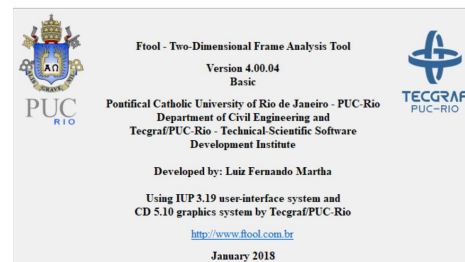 Ftool - Two-Dimensional Frame Analysis Tool
Version 4.00.04
Basic
Pontifical Catholic University of Rio de Janeiro - PUC-Rio
Department of Civil Engineering and
Tecgraf/PUC-Rio - Technical-Scientific Software
Development Institute
Developed by: Luiz Fernando Martha
Using IUP 3.19 user-interface system and
CD 5.10 graphics system by Tecgraf/PUC-Rio
http://www.ftool.com.br
January 2018
ΑΩ
GRAVE
PUC
RIO
TECGRAF
PUC-RIO